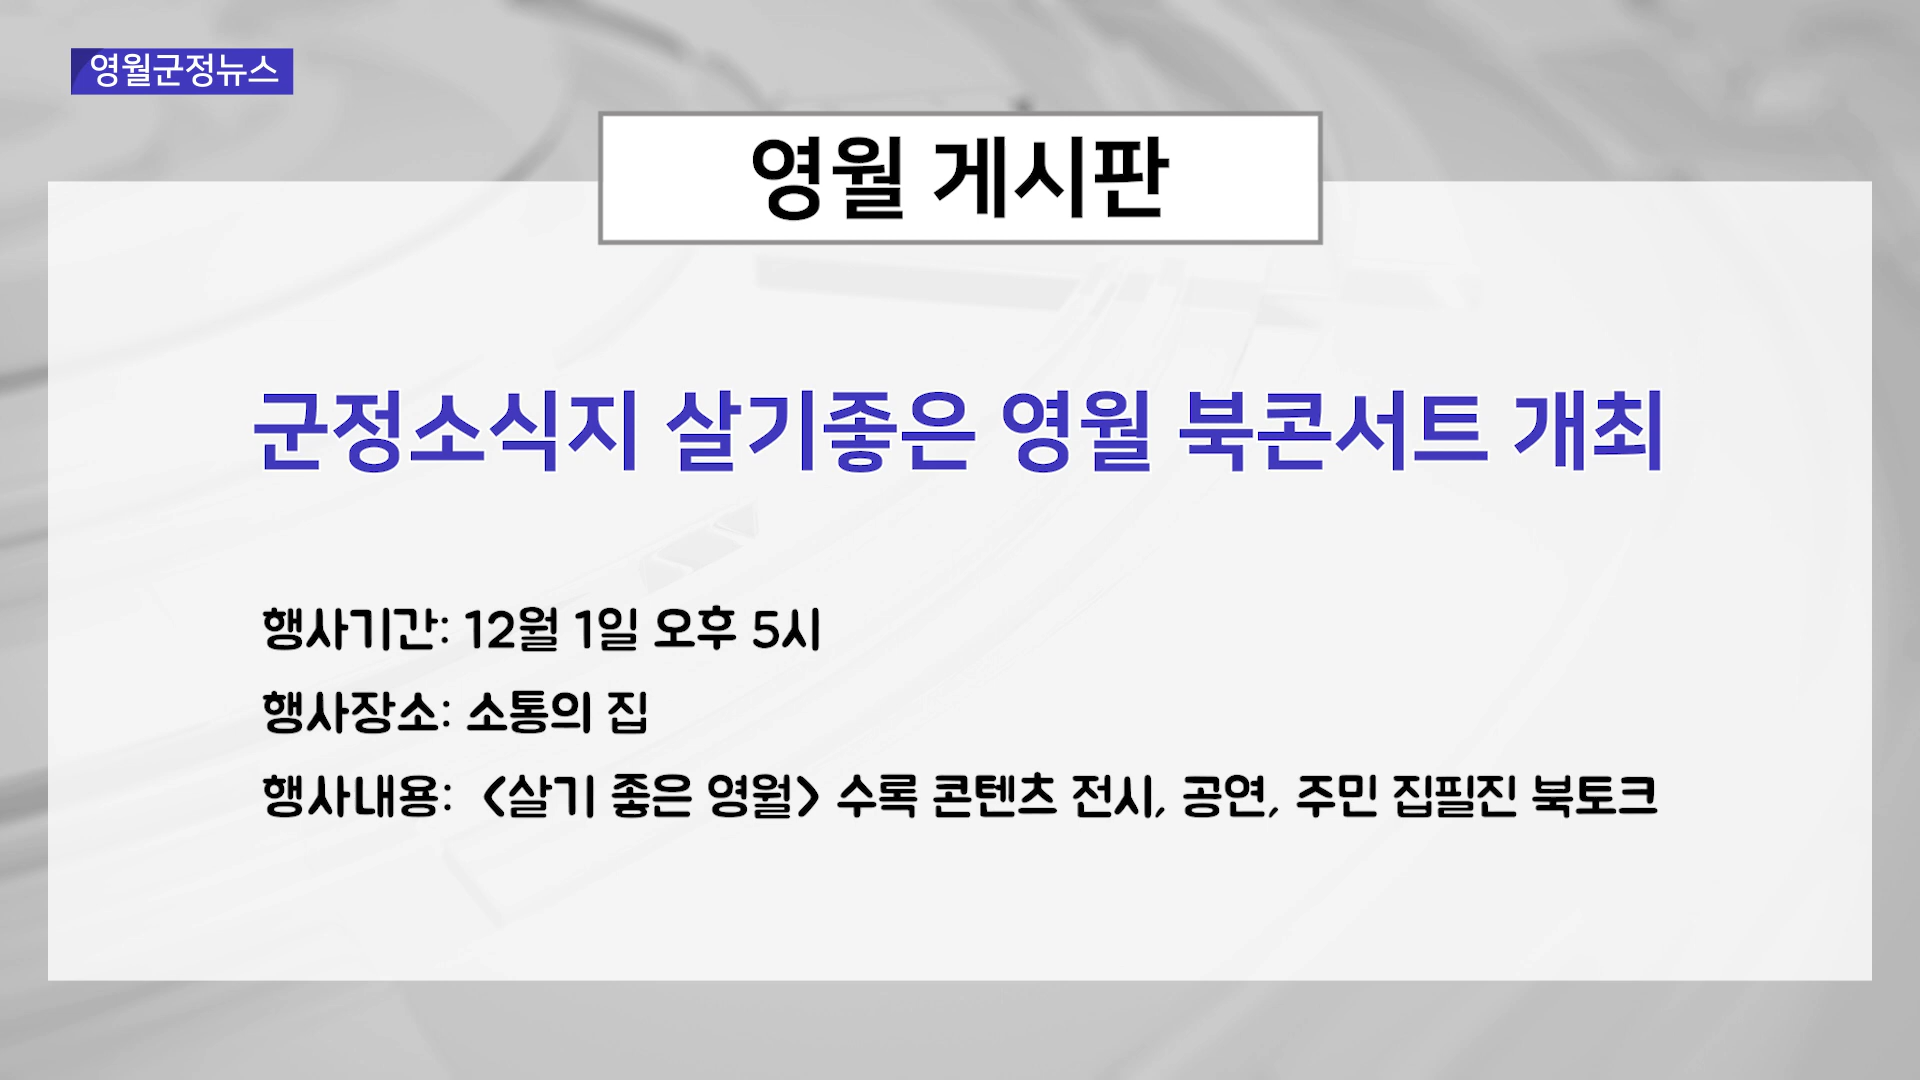 영월군정뉴스
영월 게시판
군정소식지 살기좋은 영월 북콘서트 개최
행사기간: 12월 1일 오후 5시
행사장소: 소통의 집
행사내용: <살기 좋은 영월> 수록 콘텐츠 전시, 공연, 주민 집필진 북토크